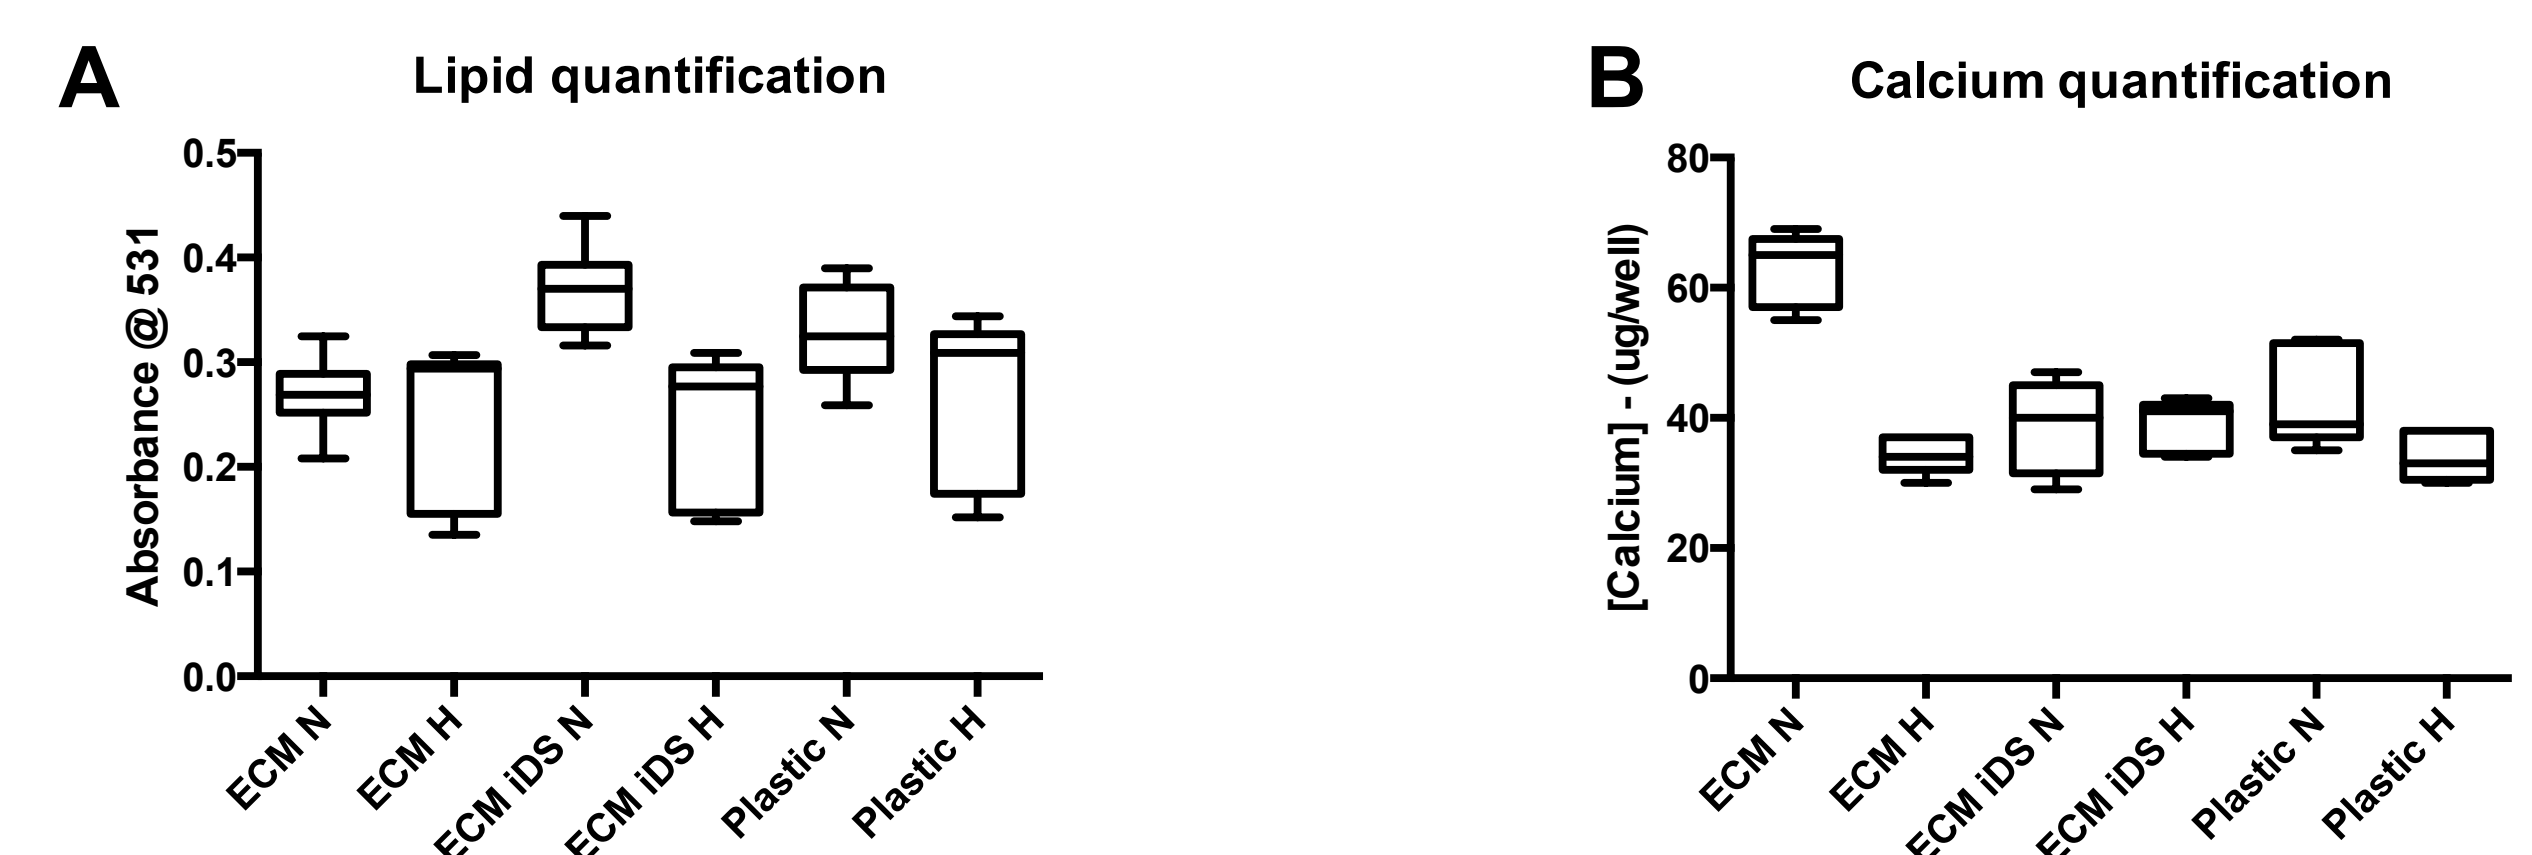 A
Lipid quantification
Absorbance @ 531
0.5
0.4
0.3
0.2
0.1
0.0
ECM N
ECM H
ECM iDS N
ECM iDS H
Plastic N
Plastic H
B
Calcium quantification
[Calcium] - (ug/well)
80
60
40
20
0
ECM N
ECM H
ECM iDS N
ECM iDS H
Plastic N
Plastic H